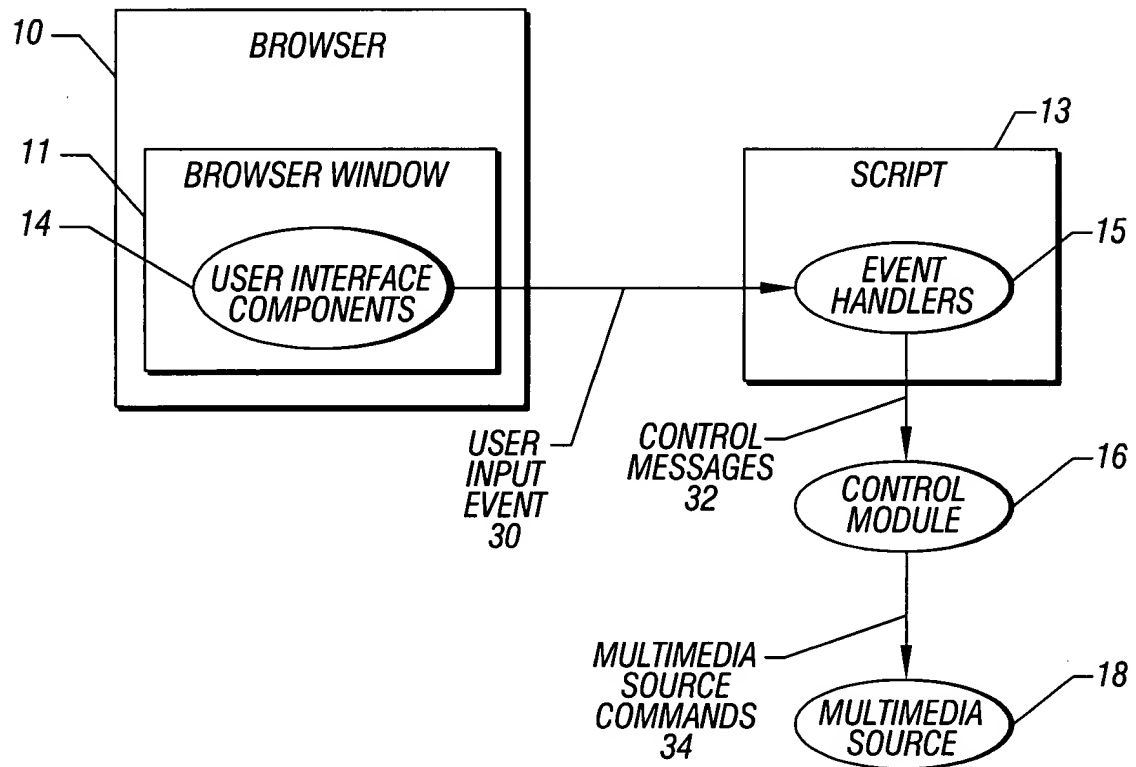 10
BROWSER
11
BROWSER WINDOW
14
USER INTERFACE
COMPONENTS
13
SCRIPT
15
EVENT
HANDLERS
USER
INPUT
EVENT
30
CONTROL
MESSAGES
32
16
CONTROL
MODULE
MULTIMEDIA
SOURCE
COMMANDS
34
18
MULTIMEDIA
SOURCE